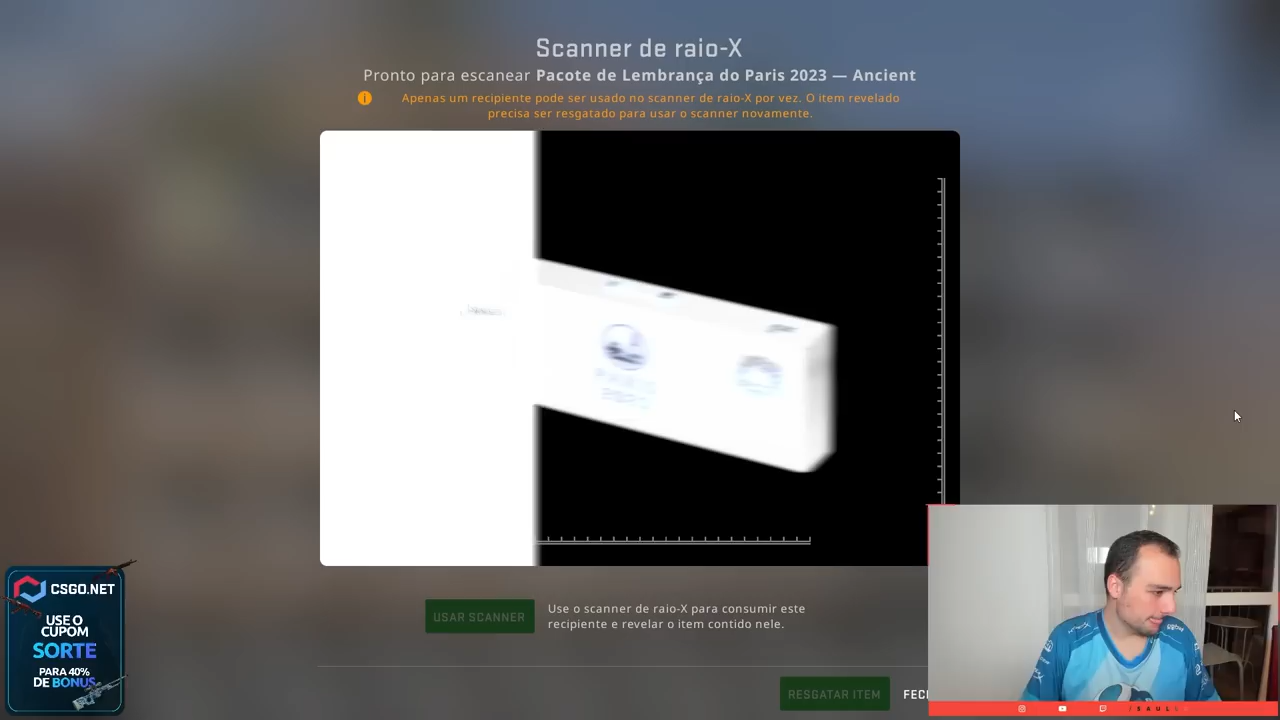 Scanner de raio-X
Pronto para escanear Pacote de Lembrança do Paris 2023 — Ancient
Apenas um recipiente pode ser usado no scanner de raio-X por vez. O item revelado
precisa ser resgatado para usar o scanner novamente.
USAR SCANNER
Use o scanner de raio-X para consumir este
recipiente e revelar o item contido nele.
RESGATAR ITEM
FECH
CSGO.NET
USE O
CUPOM
SORTE
PARA 40%
DE BONUS
/SAULL